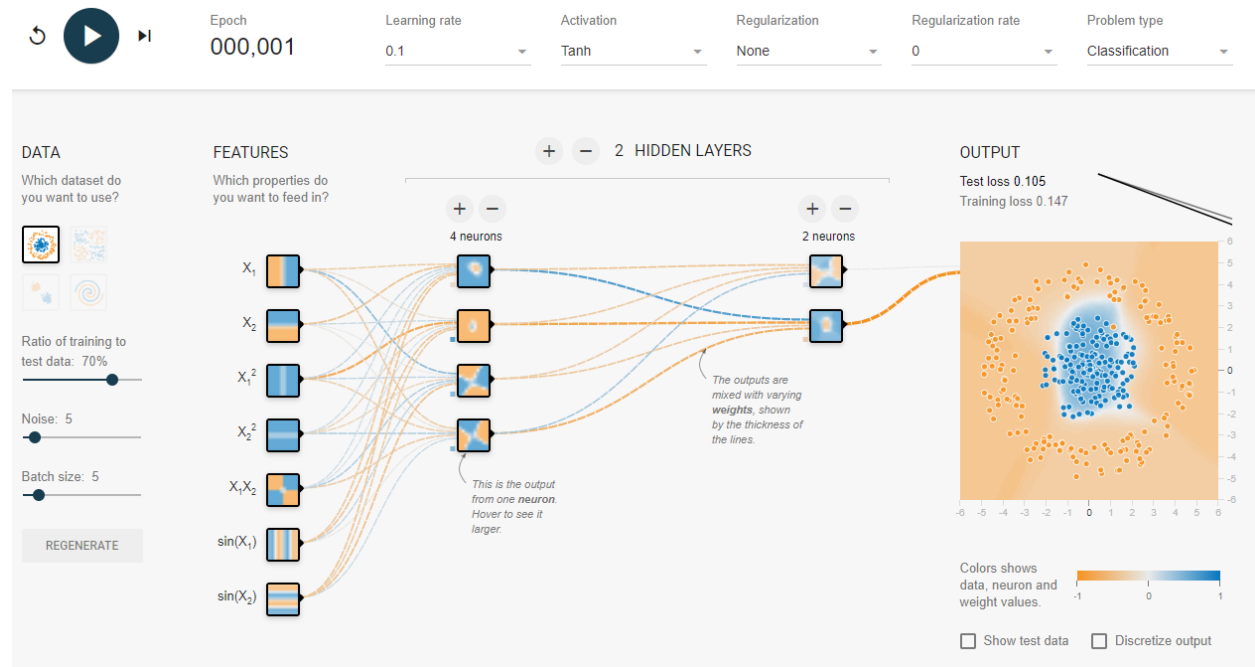 Epoch
000,001
Learning rate
0.1
Activation
Tanh
Regularization
None
Regularization rate
0
Problem type
Classification
DATA
Which dataset do
you want to use?
Ratio of training to
test data: 70%
Noise: 5
Batch size: 5
REGENERATE
FEATURES
Which properties do
you want to feed in?
X₁
X₂
X₁²
X₂²
X₁X₂
sin(X₁)
sin(X₂)
+ − 2 HIDDEN LAYERS
+ −
4 neurons
+ −
2 neurons
This is the output
from one neuron.
Hover to see it
larger.
The outputs are
mixed with varying
weights, shown
by the thickness of
the lines.
OUTPUT
Test loss 0.105
Training loss 0.147
6
5
4
3
2
1
0
-1
-2
-3
-4
-5
-6
-6 -5 -4 -3 -2 -1 0 1 2 3 4 5 6
Colors shows
data, neuron and
weight values.
-1 0 1
Show test data
Discretize output